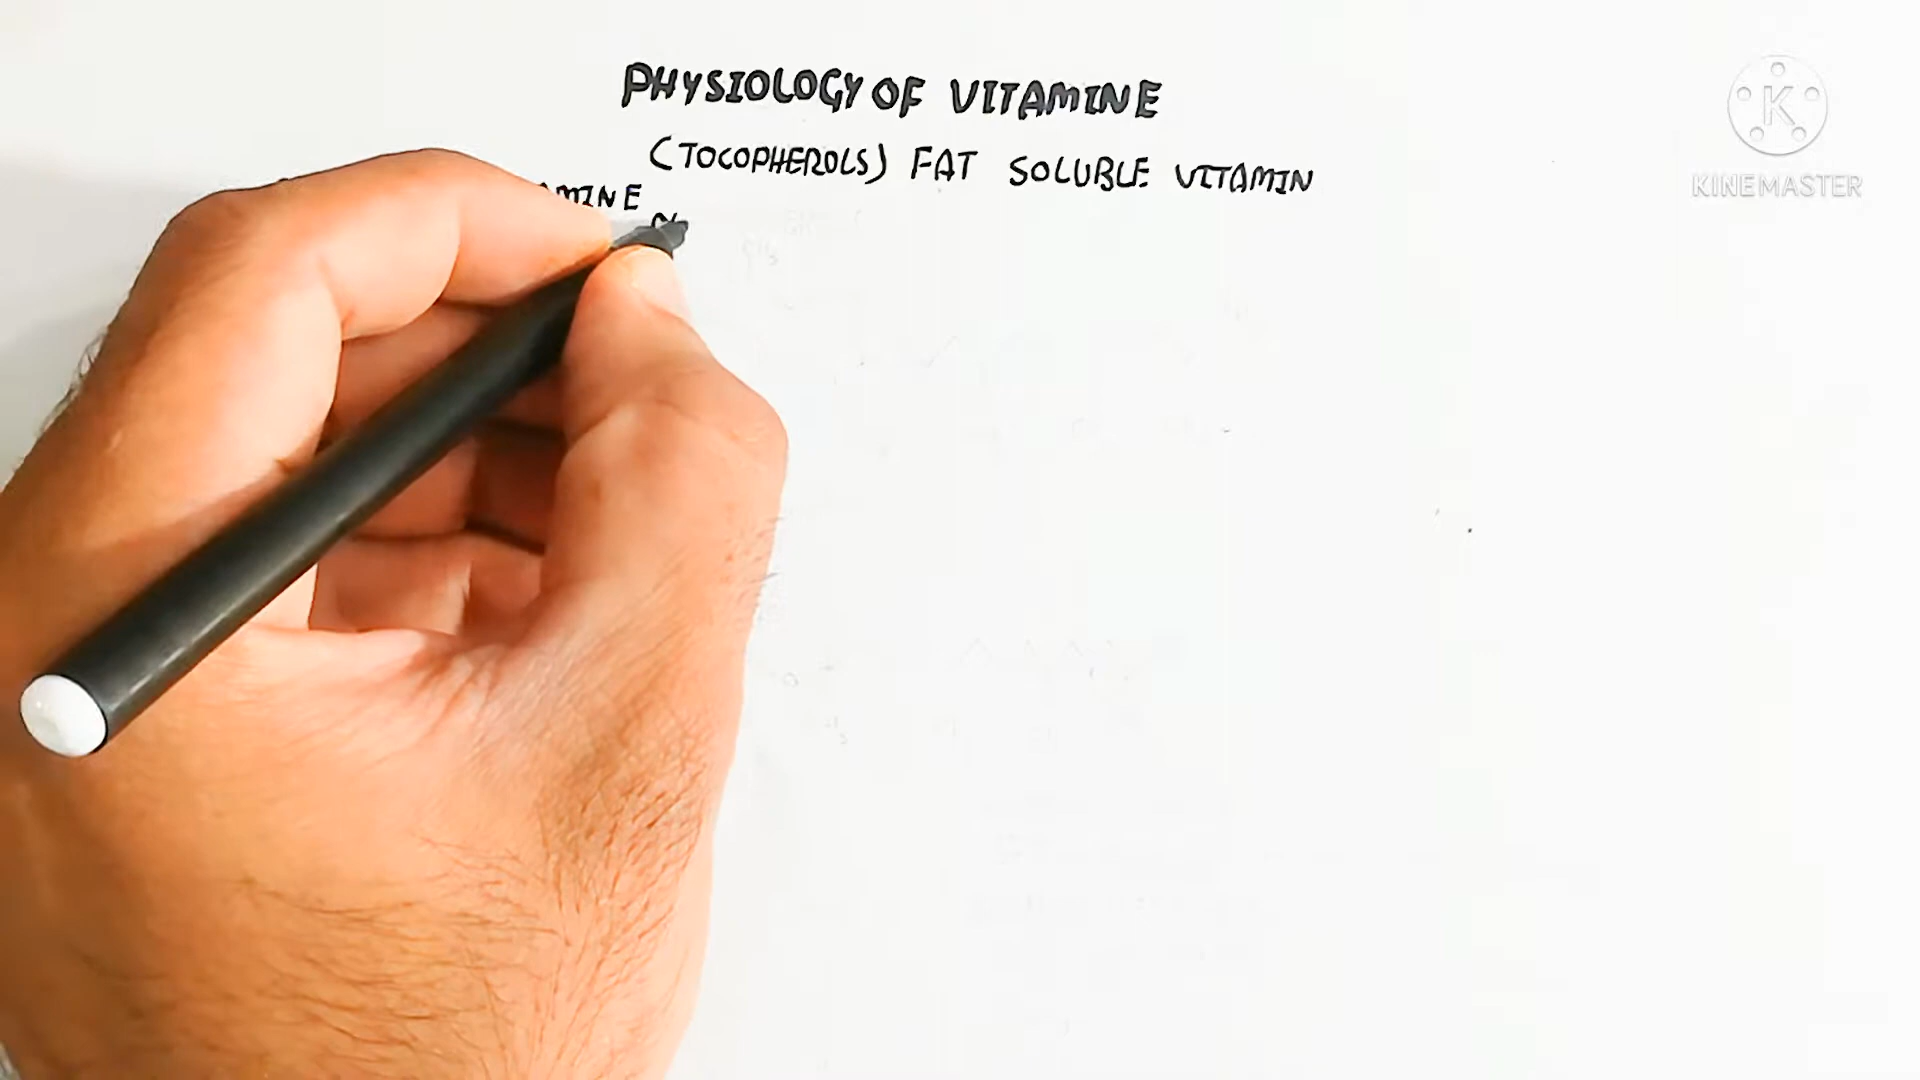 PHYSIOLOGY OF VITAMINE
(TOCOPHEROLS) FAT SOLUBLE VITAMIN
K
KINEMASTER